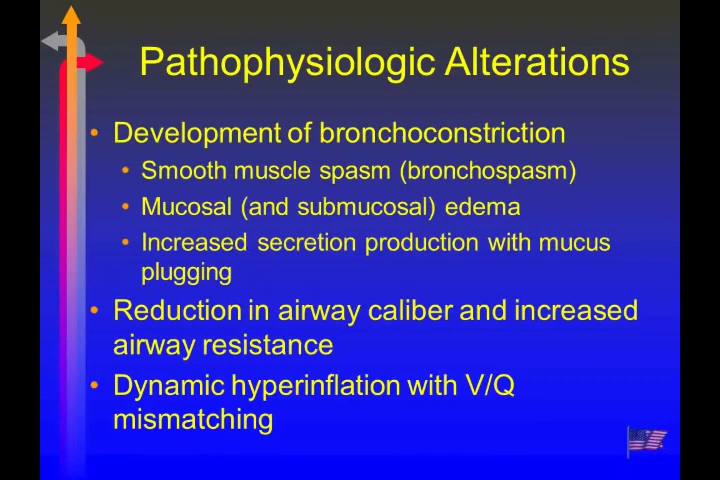 Pathophysiologic Alterations
• Development of bronchoconstriction
• Smooth muscle spasm (bronchospasm)
• Mucosal (and submucosal) edema
• Increased secretion production with mucus
plugging
• Reduction in airway caliber and increased
airway resistance
• Dynamic hyperinflation with V/Q
mismatching